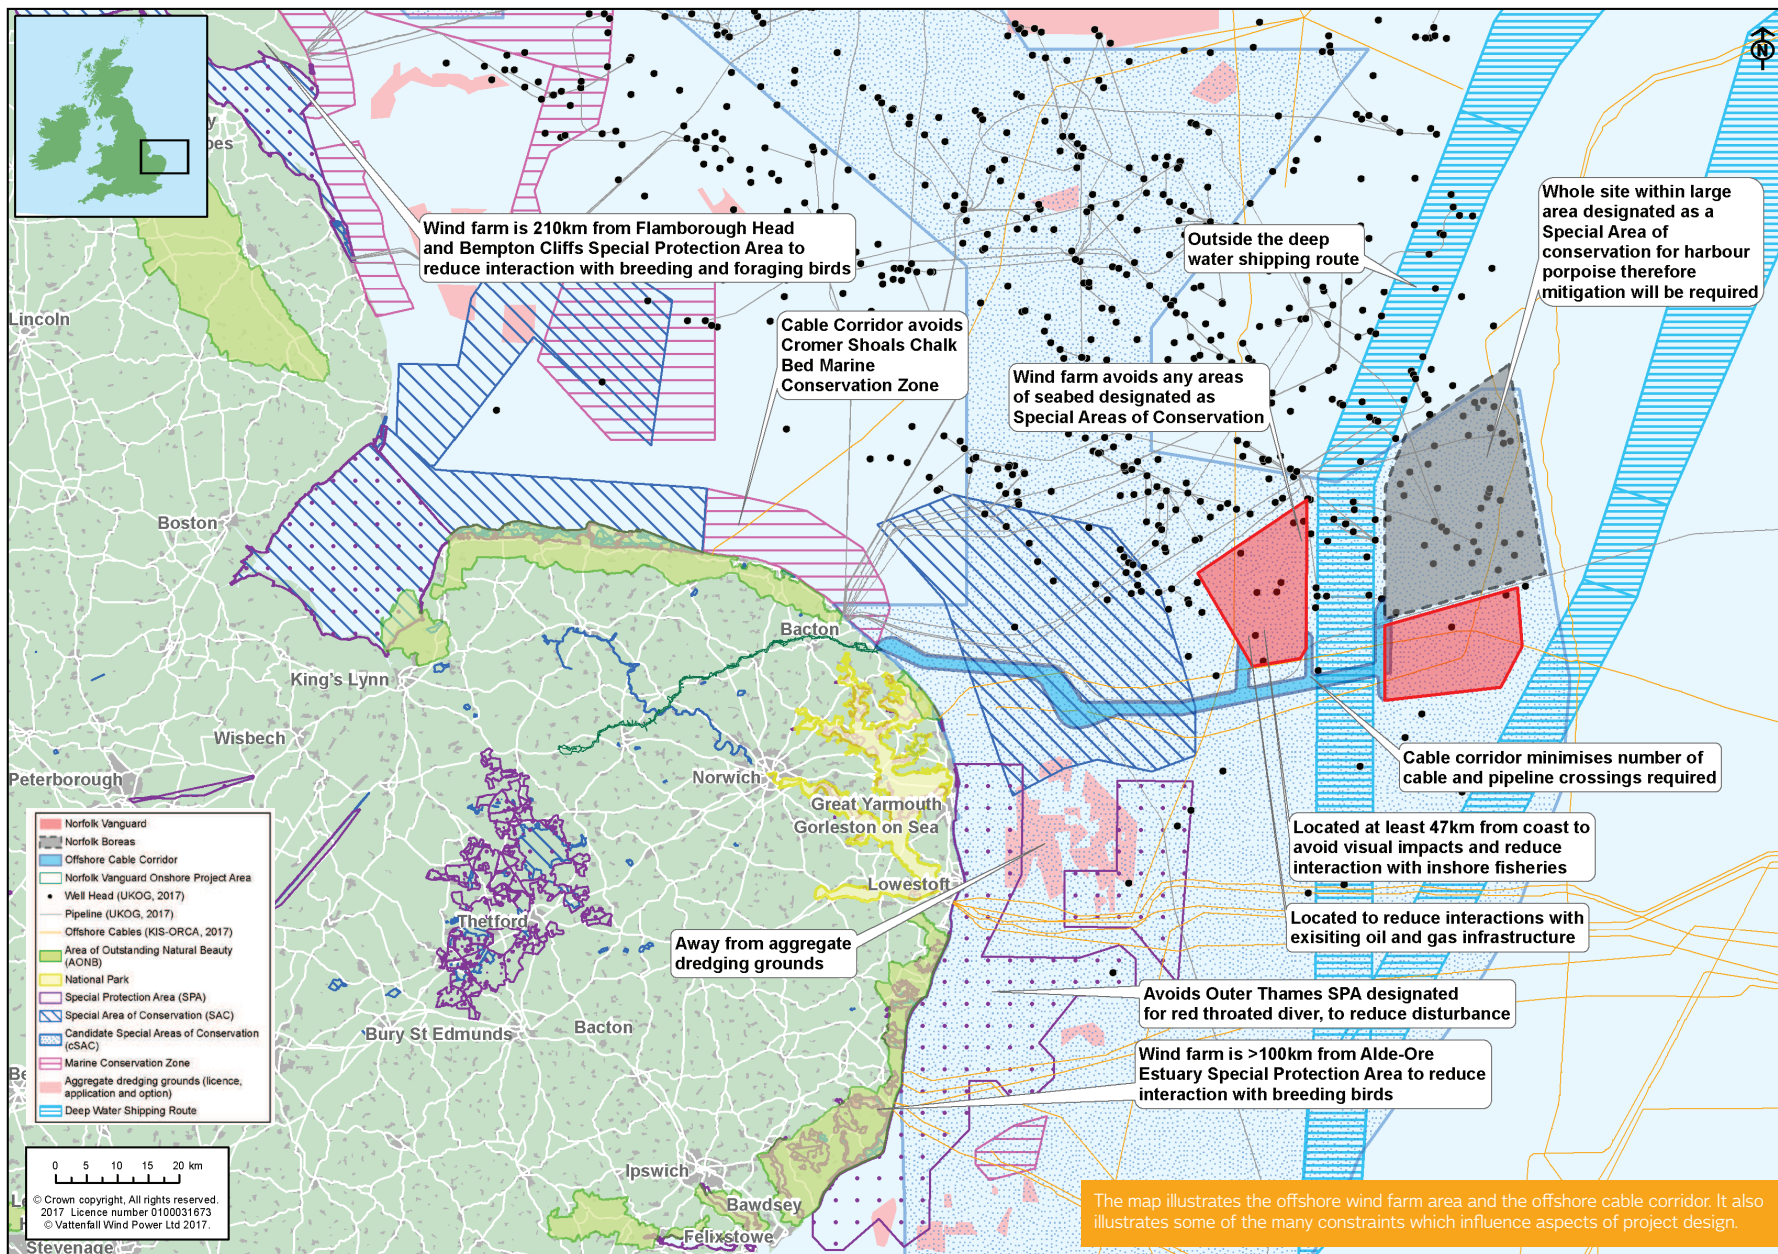 N
Wind farm is 210km from Flamborough Head
and Bempton Cliffs Special Protection Area to
reduce interaction with breeding and foraging birds
Outside the deep
water shipping route
Whole site within large
area designated as a
Special Area of
conservation for harbour
porpoise therefore
mitigation will be required
Cable Corridor avoids
Cromer Shoals Chalk
Bed Marine
Conservation Zone
Wind farm avoids any areas
of seabed designated as
Special Areas of Conservation
Lincoln
Boston
Bacton
King's Lynn
Wisbech
Peterborough
Norwich
Great Yarmouth
Gorleston on Sea
Lowestoft
Thetford
Bury St Edmunds
Bacton
Ipswich
Bawdsey
Felixstowe
Stevenage
Cable corridor minimises number of
cable and pipeline crossings required
Located at least 47km from coast to
avoid visual impacts and reduce
interaction with inshore fisheries
Located to reduce interactions with
exisiting oil and gas infrastructure
Away from aggregate
dredging grounds
Avoids Outer Thames SPA designated
for red throated diver, to reduce disturbance
Wind farm is >100km from Alde-Ore
Estuary Special Protection Area to reduce
interaction with breeding birds
Norfolk Vanguard
Norfolk Boreas
Offshore Cable Corridor
Norfolk Vanguard Onshore Project Area
Well Head (UKOG, 2017)
Pipeline (UKOG, 2017)
Offshore Cables (KIS-ORCA, 2017)
Area of Outstanding Natural Beauty
(AONB)
National Park
Special Protection Area (SPA)
Special Area of Conservation (SAC)
Candidate Special Areas of Conservation
(cSAC)
Marine Conservation Zone
Aggregate dredging grounds (licence,
application and option)
Deep Water Shipping Route
0 5 10 15 20 km
© Crown copyright, All rights reserved.
2017 Licence number 0100031673
© Vattenfall Wind Power Ltd 2017.
The map illustrates the offshore wind farm area and the offshore cable corridor. It also
illustrates some of the many constraints which influence aspects of project design.